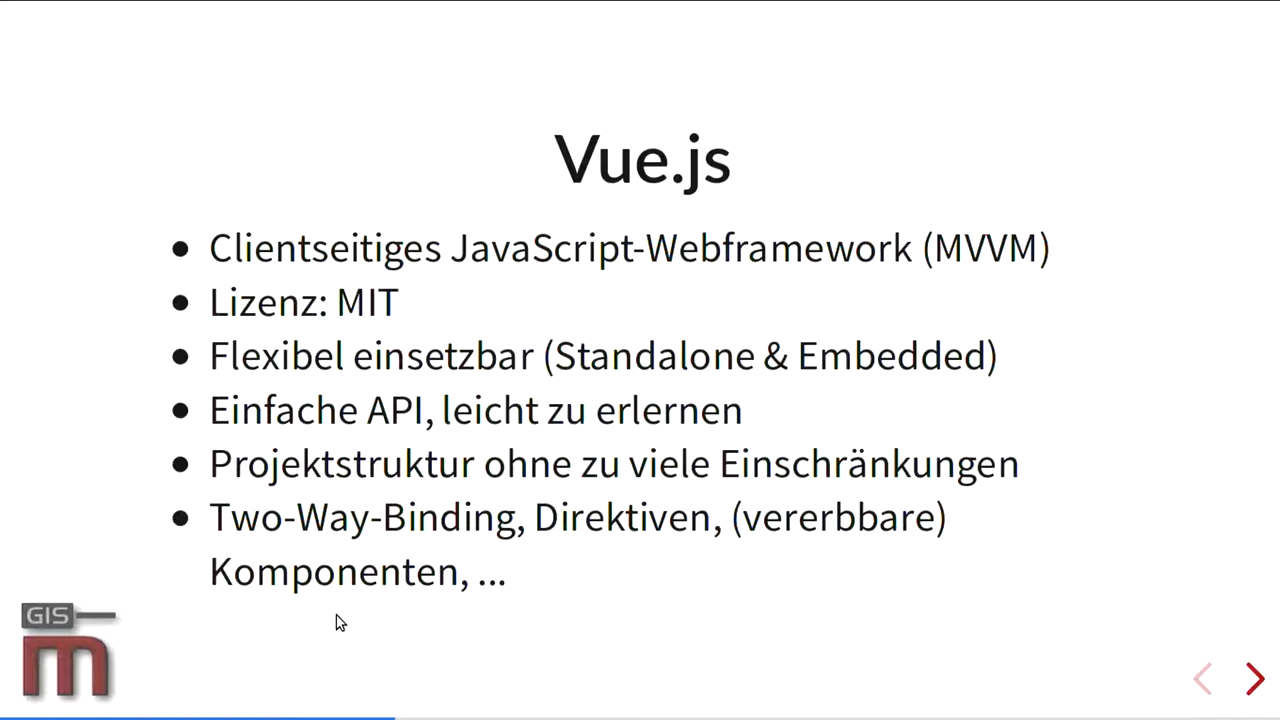 Vue.js
• Clientseitiges JavaScript-Webframework (MVVM)
• Lizenz: MIT
• Flexibel einsetzbar (Standalone & Embedded)
• Einfache API, leicht zu erlernen
• Projektstruktur ohne zu viele Einschränkungen
• Two-Way-Binding, Direktiven, (vererbbare)
Komponenten, ...
GIS
m